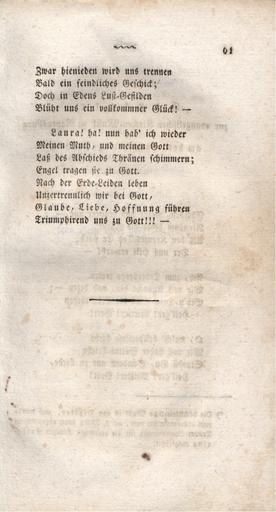 61
Zwar hienieden wird uns trennen
Bald ein feindliches Geschick;
Doch in Edens Lust-Gefilden
Blüht uns ein vollkommner Glück! —
Laura! ha! nun hab' ich wieder
Meinen Muth, und meinen Gott
Laß des Abschieds Thränen schimmern;
Engel tragen sie zu Gott.
Nach der Erde-Leiden leben
Unzertrennlich wir bei Gott,
Glaube, Liebe, Hoffnung führen
Triumphirend uns zu Gott!!! —